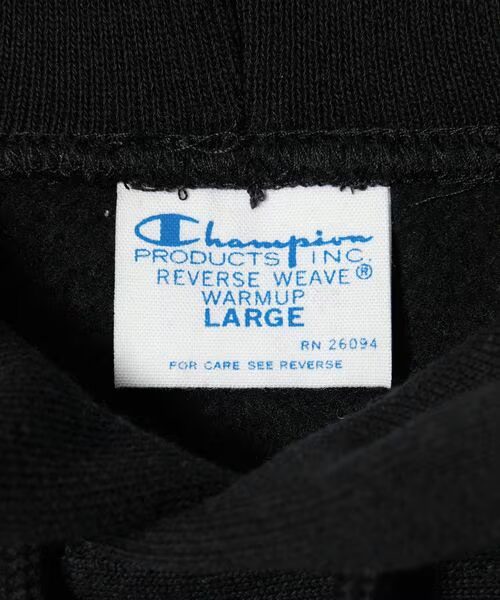 Champion
PRODUCTS INC.
REVERSE WEAVE®
WARMUP
LARGE
RN 26094
FOR CARE SEE REVERSE